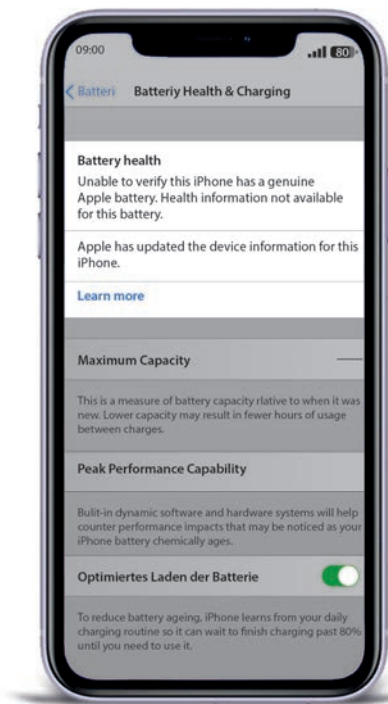 09:00
80
Batteri
Batteriy Health & Charging
Battery health
Unable to verify this iPhone has a genuine
Apple battery. Health information not available
for this battery.
Apple has updated the device information for this
iPhone.
Learn more
Maximum Capacity
This is a measure of battery capacity rlative to when it was
new. Lower capacity may result in fewer hours of usage
between charges.
Peak Performance Capability
Bulit-in dynamic software and hardware systems will help
counter performance impacts that may be noticed as your
iPhone battery chemically ages.
Optimiertes Laden der Batterie
To reduce battery ageing, iPhone learns from your daily
charging routine so it can wait to finish charging past 80%
until you need to use it.